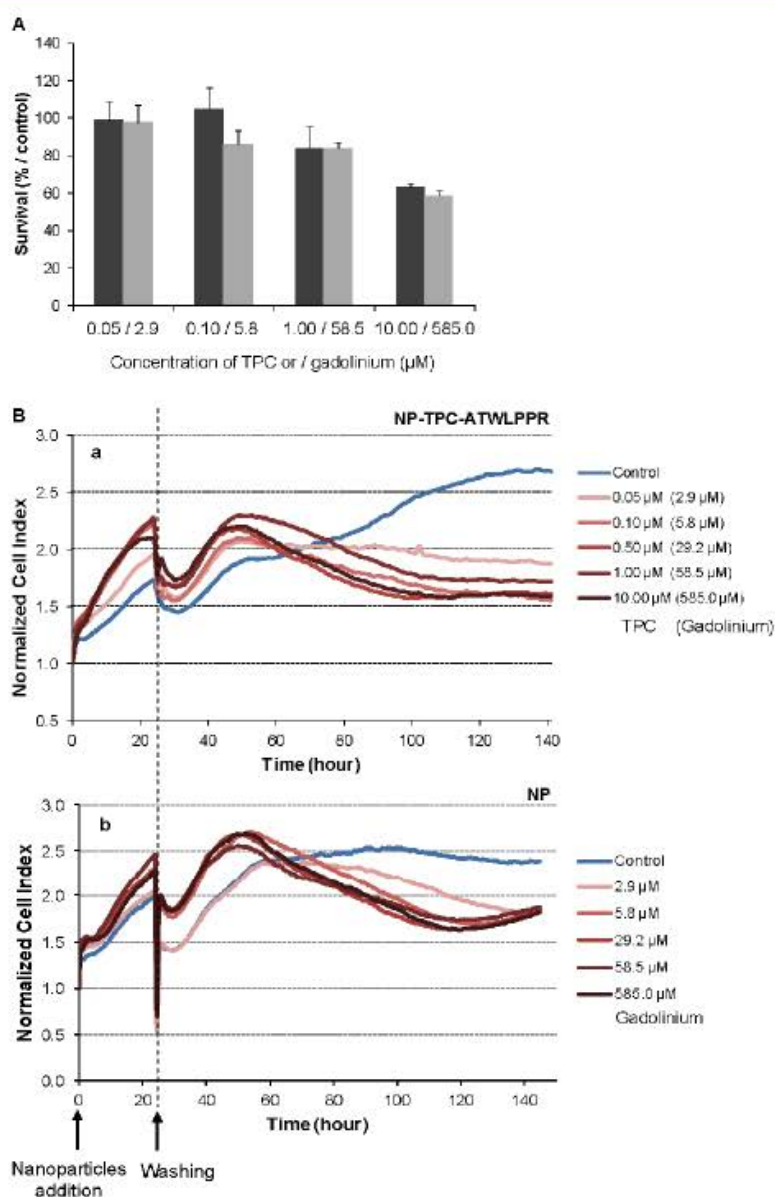 A
Survival (% / control)
140
120
100
80
60
40
20
0
0.05 / 2.9 0.10 / 5.8 1.00 / 58.5 10.00 / 585.0
Concentration of TPC or / gadolinium (µM)
B
NP-TPC-ATWLPPR
a
Normalized Cell Index
3.0
2.5
2.0
1.5
1.0
0.5
0 20 40 60 80 100 120 140
Time (hour)
Control
0.05 µM (2.9 µM)
0.10 µM (5.8 µM)
0.50 µM (29.2 µM)
1.00 µM (58.5 µM)
10.00 µM (585.0 µM)
TPC (Gadolinium)
NP
b
Normalized Cell Index
3.0
2.5
2.0
1.5
1.0
0.5
0.0
0 20 40 60 80 100 120 140
Time (hour)
Control
2.9 µM
5.8 µM
29.2 µM
58.5 µM
585.0 µM
Gadolinium
Nanoparticles addition
Washing